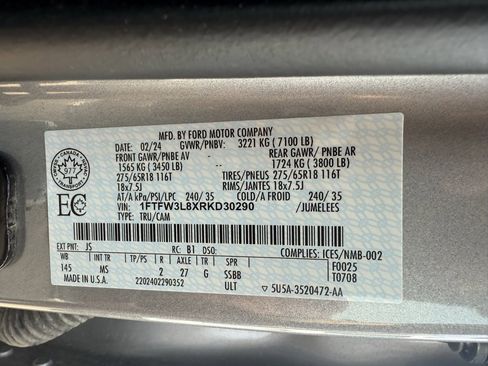 MFD. BY FORD MOTOR COMPANY
DATE: 02/24 GVWR/PNBV: 3221 KG ( 7100 LB)
FRONT GAWR/PNBE AV REAR GAWR/ PNBE AR
1565 KG ( 3450 LB) 1724 KG ( 3800 LB)
275/65R18 116T TIRES/PNEUS 275/65R18 116T
18x7.5J RIMS/JANTES 18x7.5J
AT/A kPa/PSI/LPC 240/ 35 COLD/A FROID 240/ 35
VIN: 1FTFW3L8XRKD30290 /JUMELEES
TYPE: TRU/CAM
CANADA
977
TRANSPORT
EC
EXT PNT: JS RC: B1 DSO: COMPLIES: ICES/NMB-002
WB TP/PS AXLE TR SPR F0025
145 MS 2 27 G SSBB T0708
MADE IN U.S.A. 2202402290352 ULT 5U5A-3520472-AA